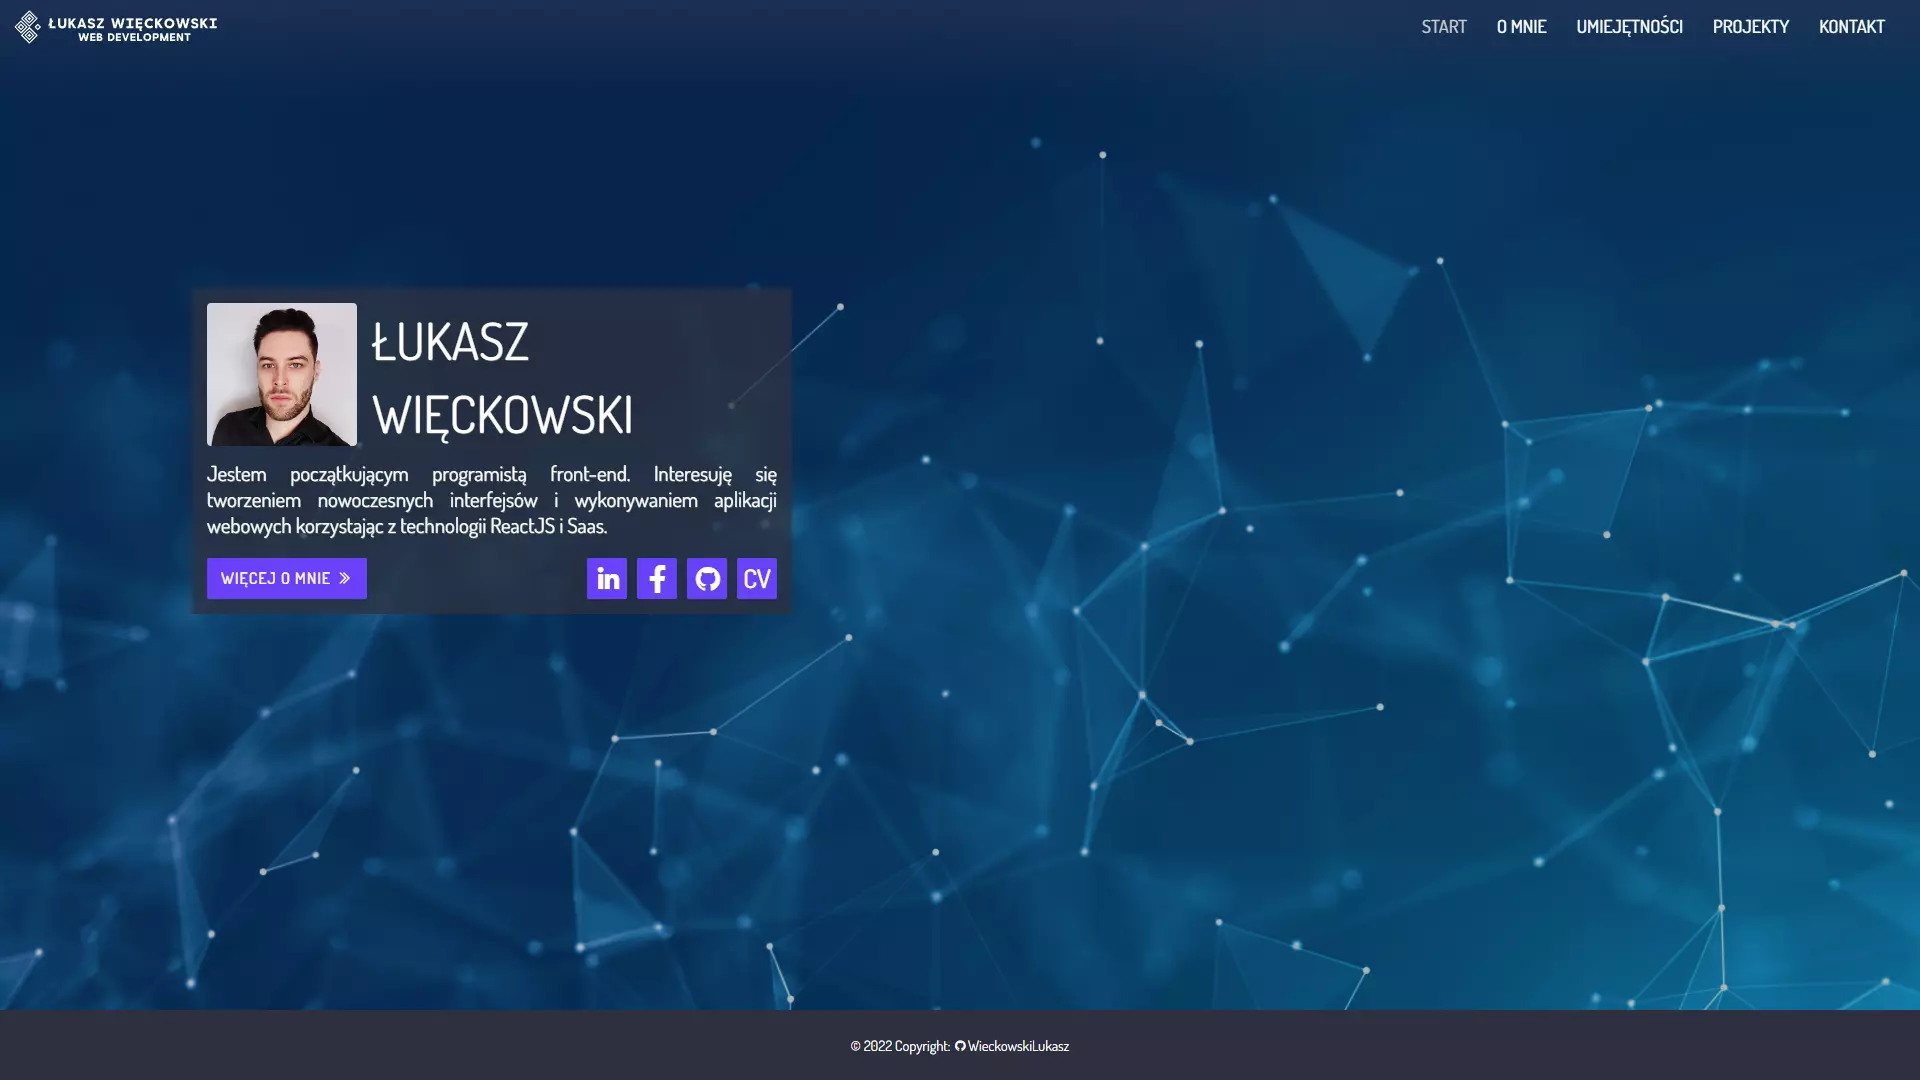 ŁUKASZ WIĘCKOWSKI
WEB DEVELOPMENT
START O MNIE UMIEJĘTNOŚCI PROJEKTY KONTAKT
ŁUKASZ
WIĘCKOWSKI
Jestem początkującym programistą front-end. Interesuję się
tworzeniem nowoczesnych interfejsów i wykonywaniem aplikacji
webowych korzystając z technologii ReactJS i Saas.
WIĘCEJ O MNIE
in f CV
© 2022 Copyright: WieckowskiLukasz